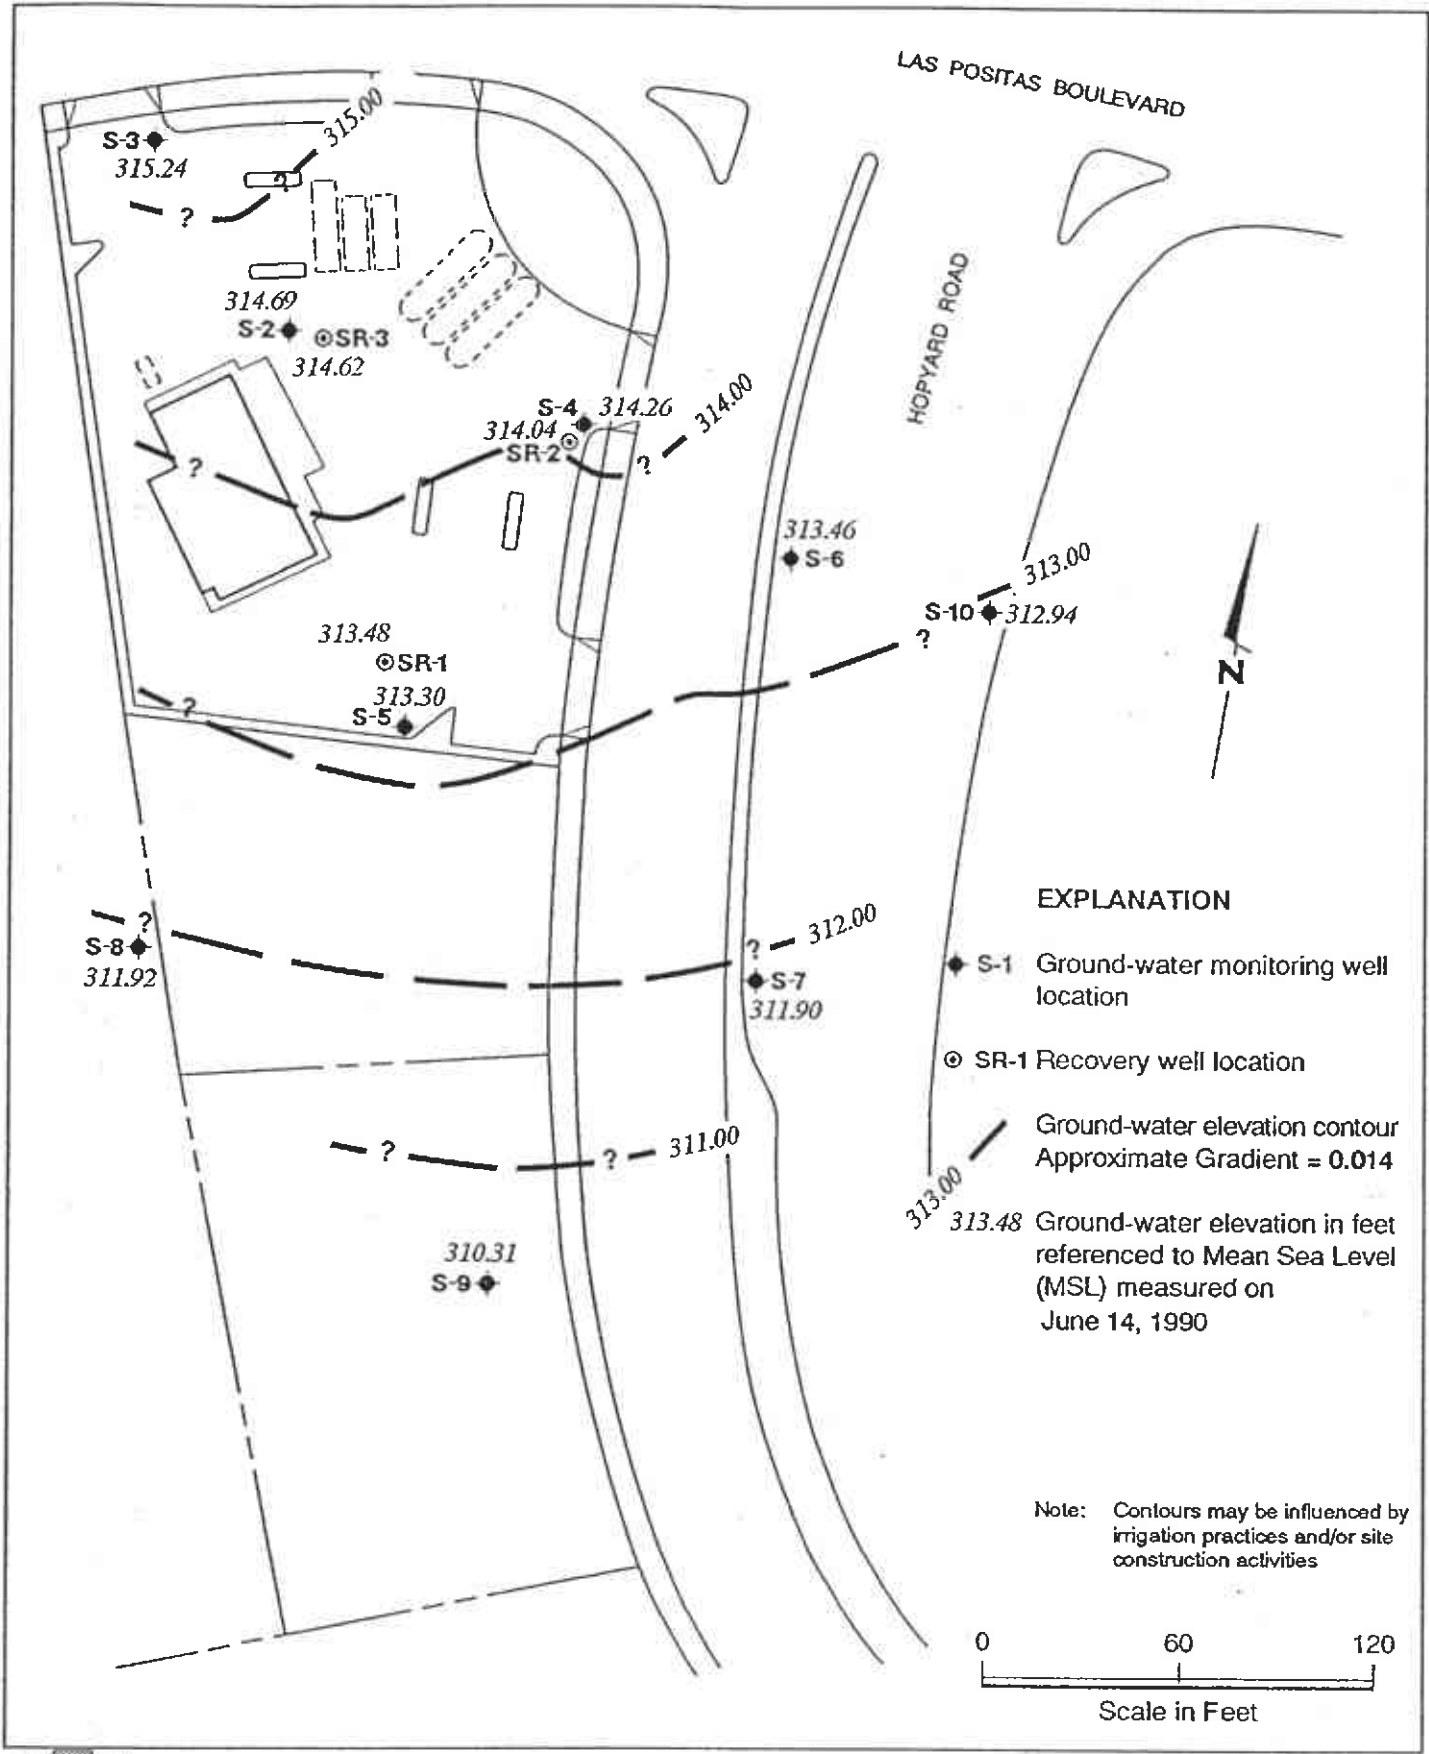 LAS POSITAS BOULEVARD
315.00
S-3
315.24
?
?
HOPYARD ROAD
314.69
S-2
SR-3
314.62
314.00
S-4 314.26
314.04
SR-2
?
?
313.46
S-6
313.00
S-10 312.94
?
313.48
SR-1
313.30
S-5
?
N
EXPLANATION
S-1 Ground-water monitoring well
location
SR-1 Recovery well location
Ground-water elevation contour
Approximate Gradient = 0.014
313.00
313.48 Ground-water elevation in feet
referenced to Mean Sea Level
(MSL) measured on
June 14, 1990
?
S-8
311.92
312.00
?
S-7
311.90
?
?
311.00
310.31
S-9
Note: Contours may be influenced by
irrigation practices and/or site
construction activities
0 60 120
Scale in Feet